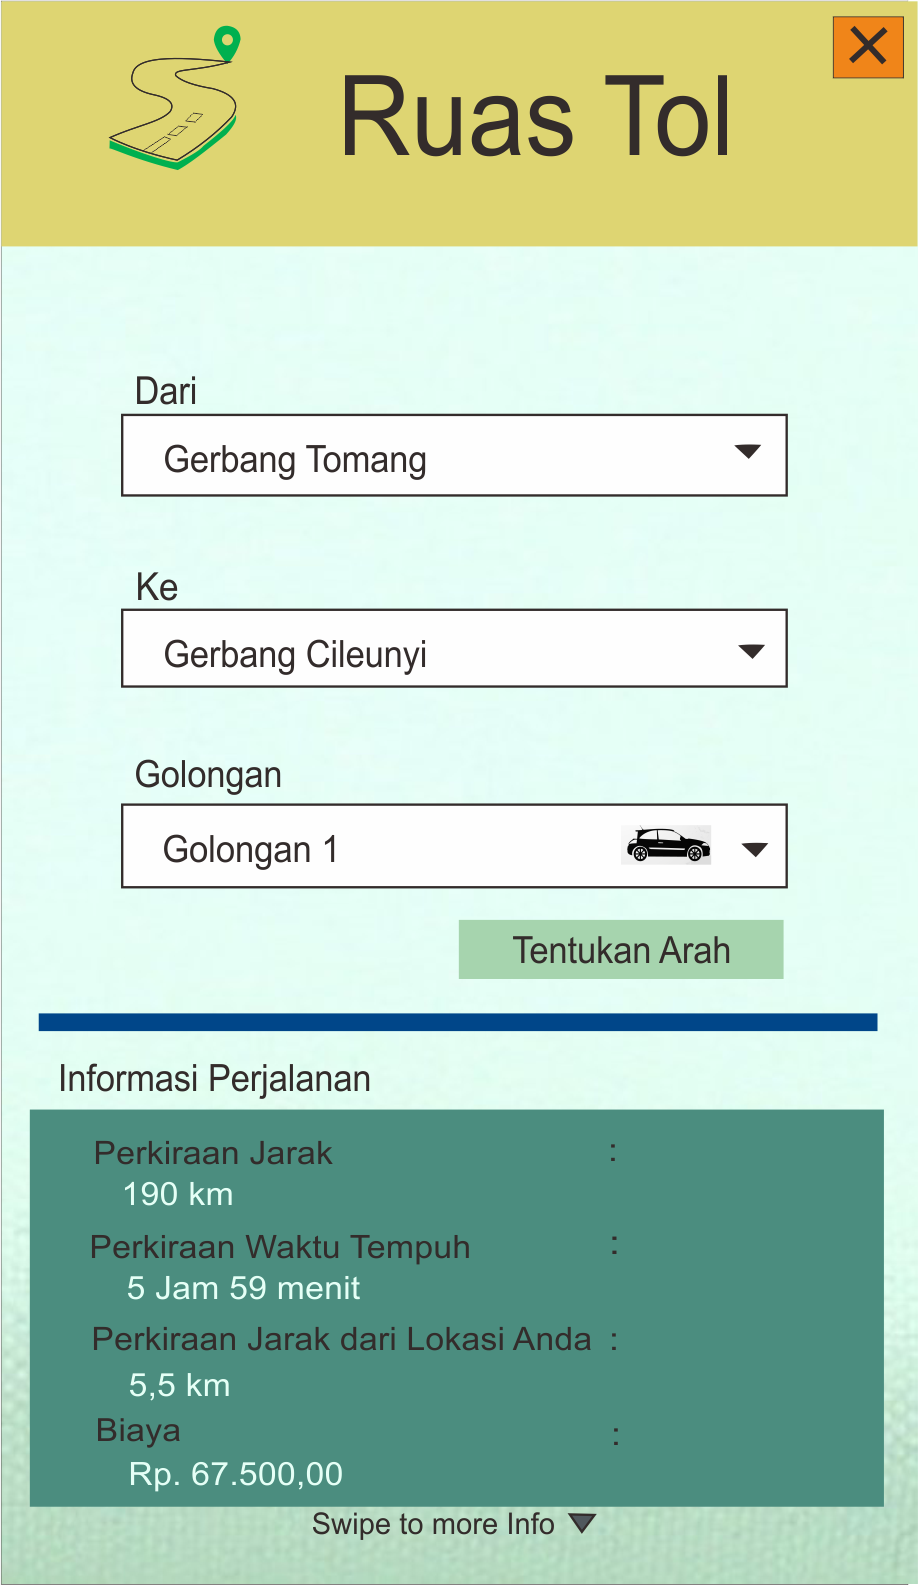 Ruas Tol
Dari
Gerbang Tomang
Ke
Gerbang Cileunyi
Golongan
Golongan 1
Tentukan Arah
Informasi Perjalanan
Perkiraan Jarak :
190 km
Perkiraan Waktu Tempuh :
5 Jam 59 menit
Perkiraan Jarak dari Lokasi Anda :
5,5 km
Biaya :
Rp. 67.500,00
Swipe to more Info